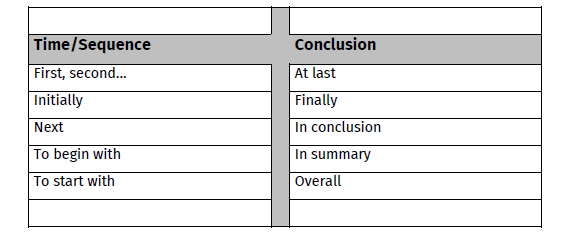 Time/Sequence Conclusion
First, second... At last
Initially Finally
Next In conclusion
To begin with In summary
To start with Overall